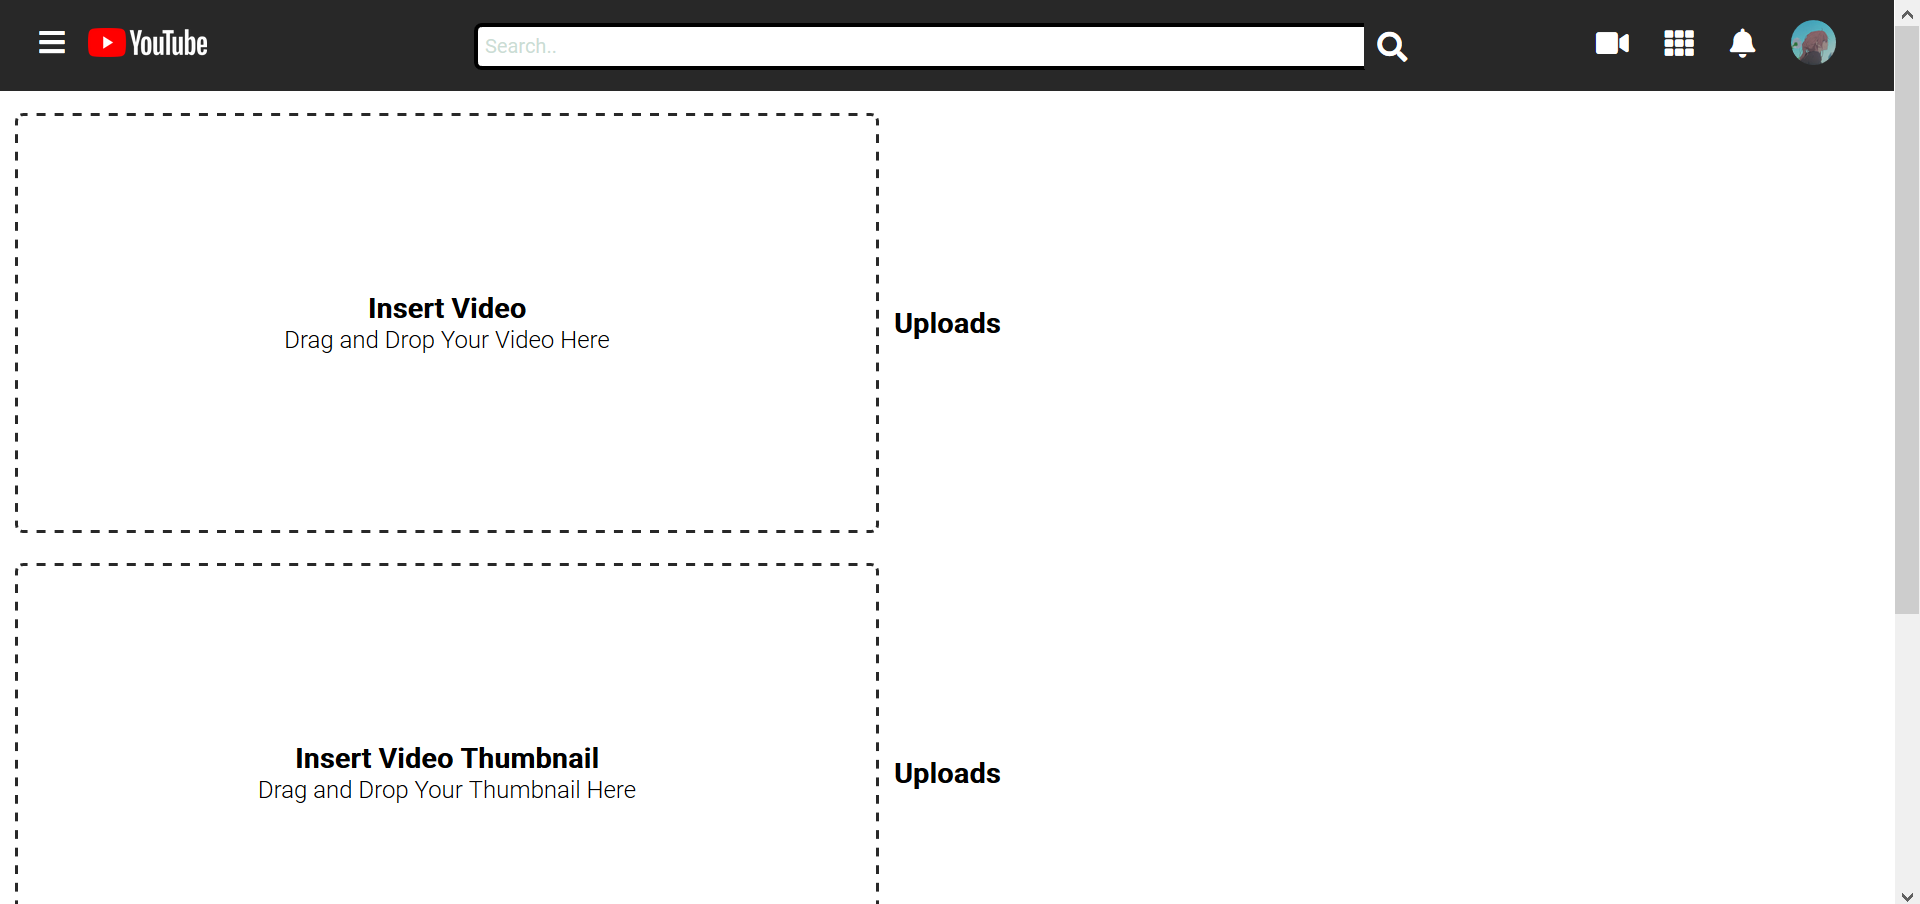 YouTube
Search..
Insert Video
Drag and Drop Your Video Here
Uploads
Insert Video Thumbnail
Drag and Drop Your Thumbnail Here
Uploads